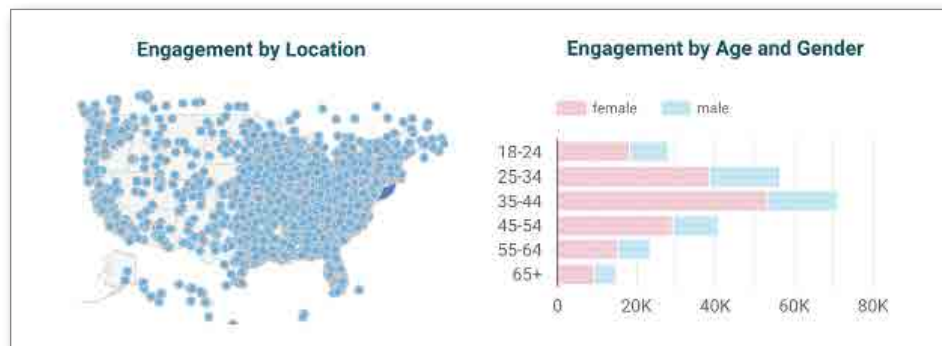 Engagement by Location
Engagement by Age and Gender
female
male
18-24
25-34
35-44
45-54
55-64
65+
0
20K
40K
60K
80K